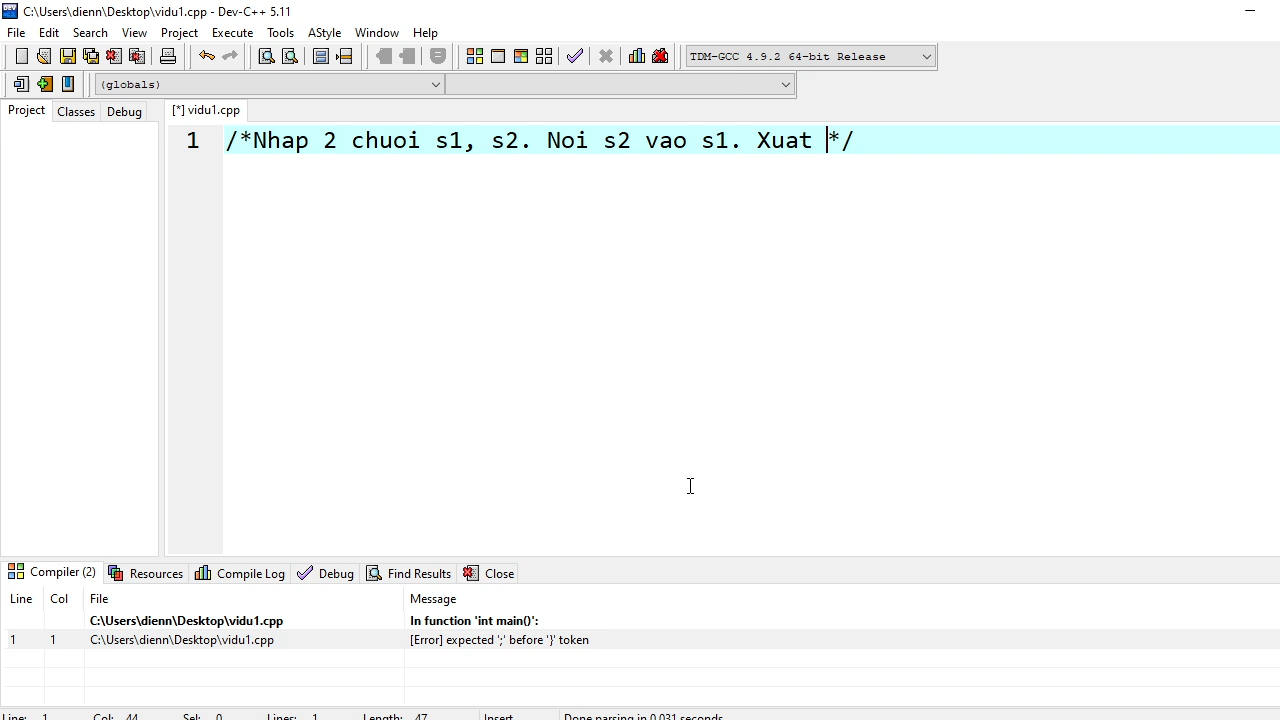 C:\Users\dienn\Desktop\vidu1.cpp - Dev-C++ 5.11
File Edit Search View Project Execute Tools AStyle Window Help
TDM-GCC 4.9.2 64-bit Release
(globals)
Project Classes Debug [*] vidu1.cpp
1 /*Nhap 2 chuoi s1, s2. Noi s2 vao s1. Xuat */
Compiler (2) Resources Compile Log Debug Find Results Close
Line Col File Message
C:\Users\dienn\Desktop\vidu1.cpp In function 'int main()':
1 1 C:\Users\dienn\Desktop\vidu1.cpp [Error] expected ';' before '}' token
Line: 1 Col: 44 Sel: 0 Lines: 1 Length: 47 Insert Done parsing in 0.031 seconds